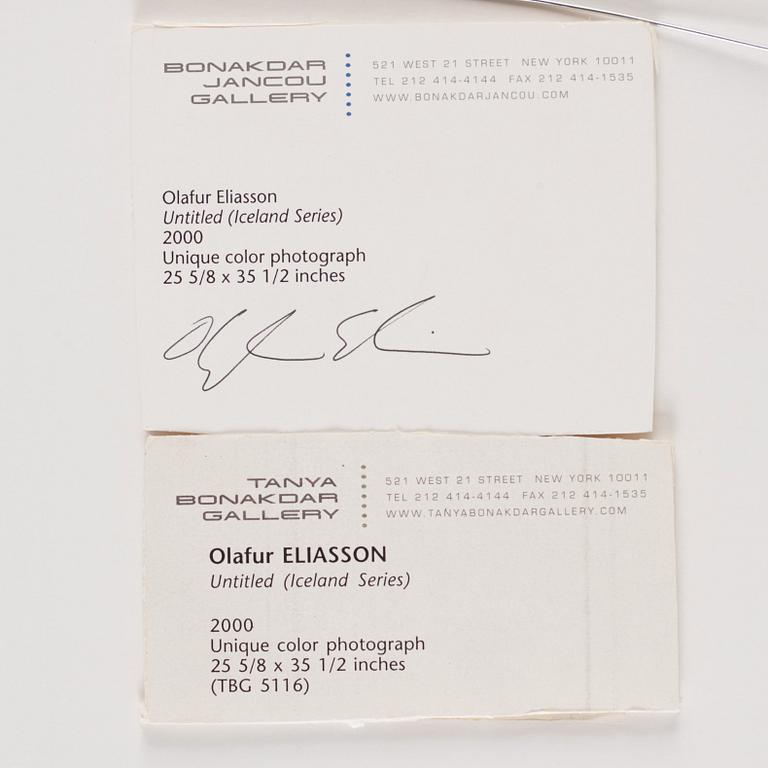 BONAKDAR
JANCOU
GALLERY
521 WEST 21 STREET NEW YORK 10011
TEL 212 414-4144 FAX 212 414-1535
WWW.BONAKDARJANCOU.COM
Olafur Eliasson
Untitled (Iceland Series)
2000
Unique color photograph
25 5/8 x 35 1/2 inches
Olafur Eliasson
TANYA
BONAKDAR
GALLERY
521 WEST 21 STREET NEW YORK 10011
TEL 212 414-4144 FAX 212 414-1535
WWW.TANYABONAKDARGALLERY.COM
Olafur ELIASSON
Untitled (Iceland Series)
2000
Unique color photograph
25 5/8 x 35 1/2 inches
(TBG 5116)